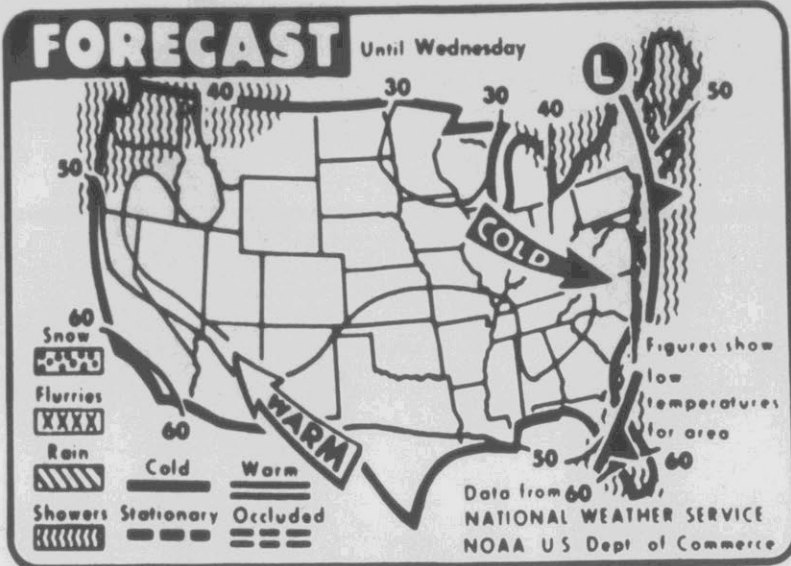 FORECAST
Until Wednesday
L
40
30
30
40
50
50
COLD
60
60
WARM
Snow
Flurries
Rain
Showers
Cold
Warm
Stationary
Occluded
Figures show
low
temperatures
for area
50
60
60
Data from
NATIONAL WEATHER SERVICE
NOAA US Dept of Commerce